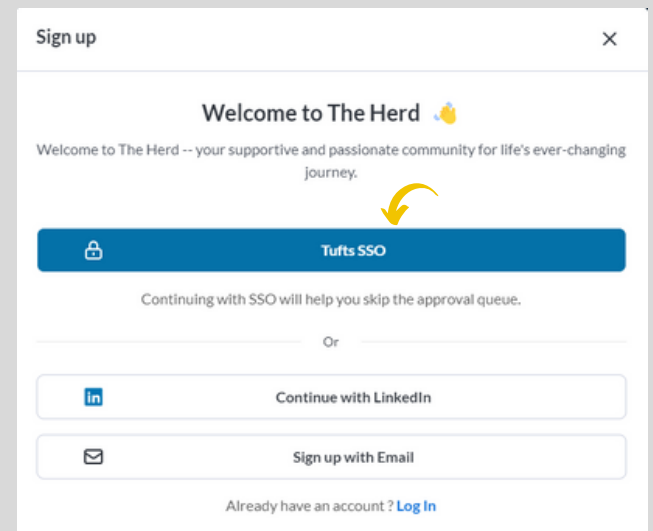 Sign up
Welcome to The Herd
Welcome to The Herd -- your supportive and passionate community for life's ever-changing
journey.
Tufts SSO
Continuing with SSO will help you skip the approval queue.
Or
in Continue with LinkedIn
Sign up with Email
Already have an account ? Log In